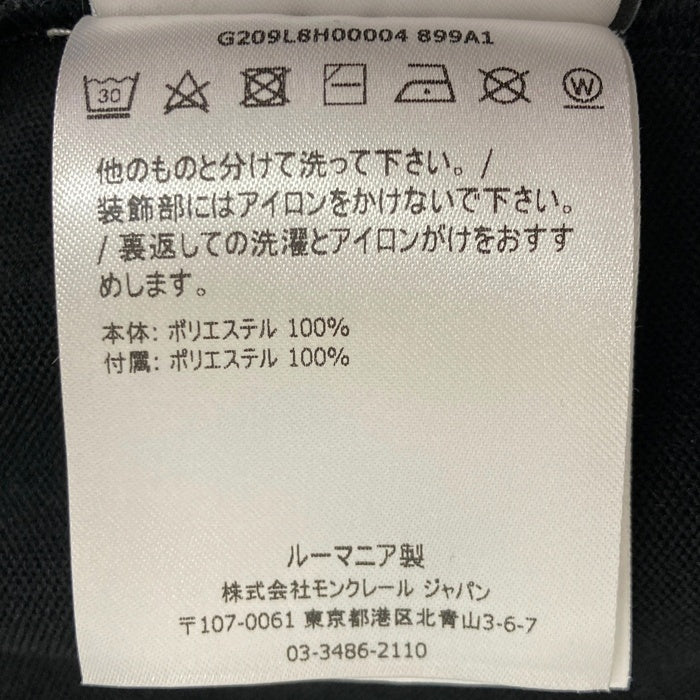 G209L8H00004 899A1
30
W
他のものと分けて洗って下さい。/
装飾部にはアイロンをかけないで下さい。
/ 裏返しての洗濯とアイロンがけをおすす
めします。
本体: ポリエステル 100%
付属: ポリエステル 100%
ルーマニア製
株式会社モンクレール ジャパン
〒107-0061 東京都港区北青山3-6-7
03-3486-2110